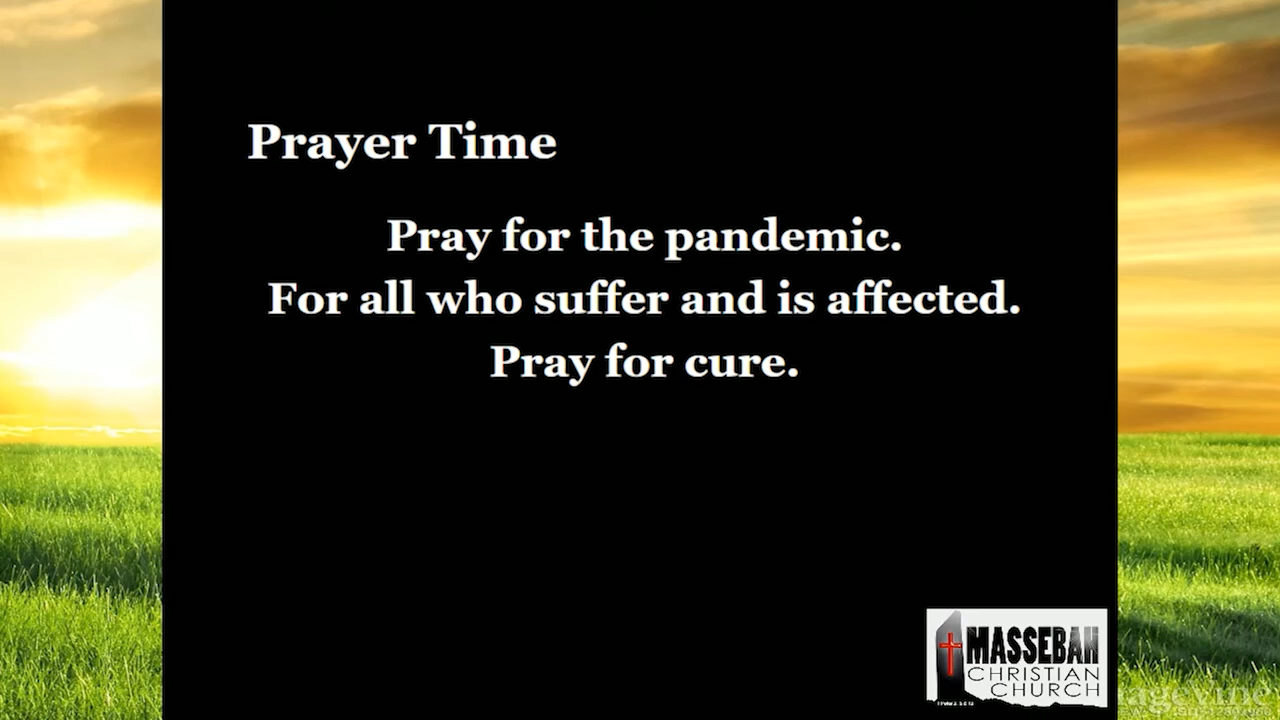 Prayer Time
Pray for the pandemic.
For all who suffer and is affected.
Pray for cure.
MASSEBAH
CHRISTIAN
CHURCH